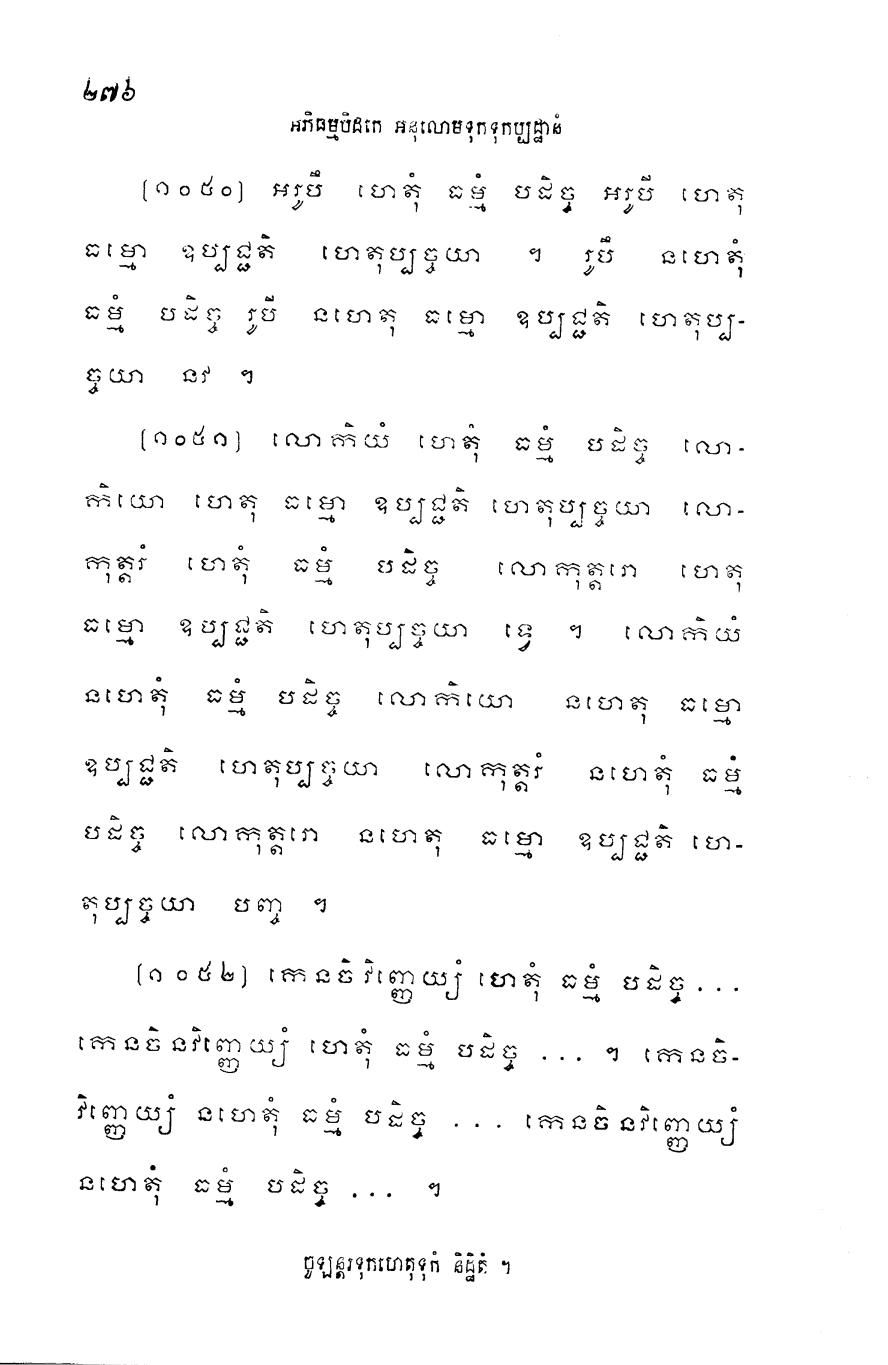 ២៧៦
អភិធម្មបិដកេ អនុលោមទុកទុកប្បដ្ឋានំ
(១០៥០) អរូបឹ ហេតុំ ធម្មំ បដិច្ច អរូបី ហេតុ
ធម្មោ ឧប្បជ្ជតិ ហេតុប្បច្ចយា ។ រូបឹ នហេតុំ
ធម្មំ បដិច្ច រូបី នហេតុ ធម្មោ ឧប្បជ្ជតិ ហេតុប្ប-
ច្ចយា នវ ។
(១០៥១) លោកិយំ ហេតុំ ធម្មំ បដិច្ច លោ-
កិយោ ហេតុ ធម្មោ ឧប្បជ្ជតិ ហេតុប្បច្ចយា លោ-
កុត្តរំ ហេតុំ ធម្មំ បដិច្ច លោកុត្តរោ ហេតុ
ធម្មោ ឧប្បជ្ជតិ ហេតុប្បច្ចយា ទ្វេ ។ លោកិយំ
នហេតុំ ធម្មំ បដិច្ច លោកិយោ នហេតុ ធម្មោ
ឧប្បជ្ជតិ ហេតុប្បច្ចយា លោកុត្តរំ នហេតុំ ធម្មំ
បដិច្ច លោកុត្តរោ នហេតុ ធម្មោ ឧប្បជ្ជតិ ហេ-
តុប្បច្ចយា បញ្ច ។
(១០៥២) កេនចិវិញ្ញេយ្យំ ហេតុំ ធម្មំ បដិច្ច ...
កេនចិនវិញ្ញេយ្យំ ហេតុំ ធម្មំ បដិច្ច ... ។ កេនចិ-
វិញ្ញេយ្យំ នហេតុំ ធម្មំ បដិច្ច ... កេនចិនវិញ្ញេយ្យំ
នហេតុំ ធម្មំ បដិច្ច ... ។
ចូឡន្តរទុកហេតុទុកំ និដ្ឋិតំ ។